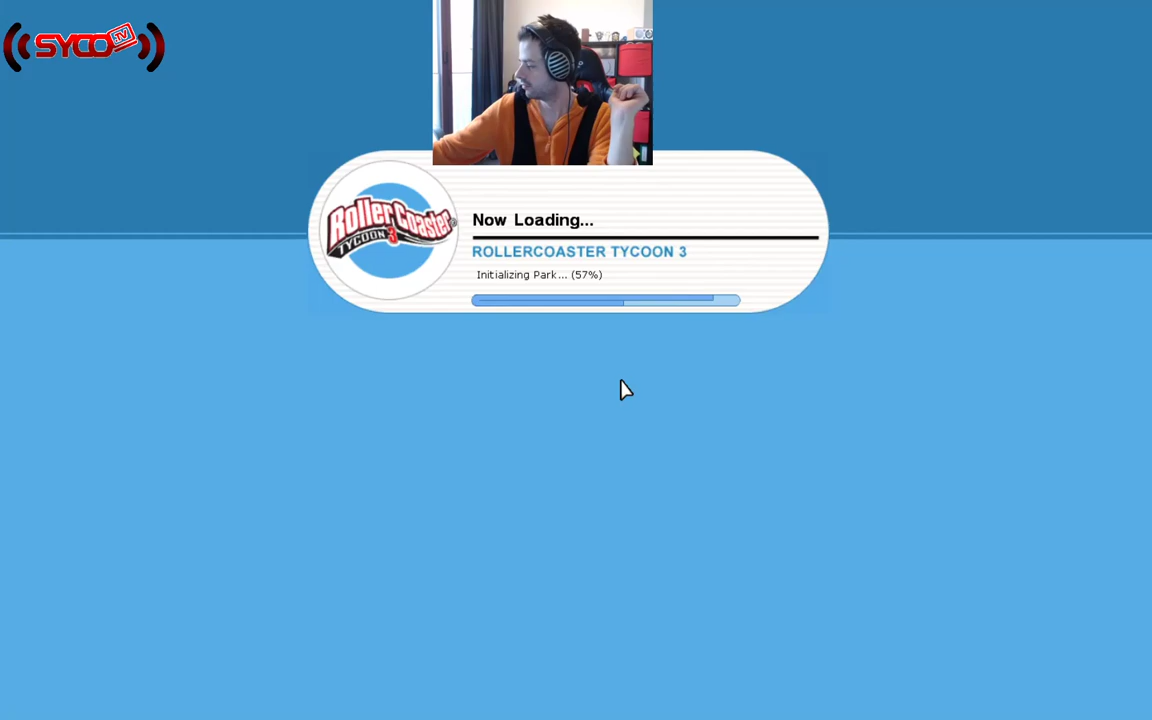 SYCO.TV
Now Loading...
RollerCoaster®
TYCOON 3
ROLLERCOASTER TYCOON 3
Initializing Park... (57%)